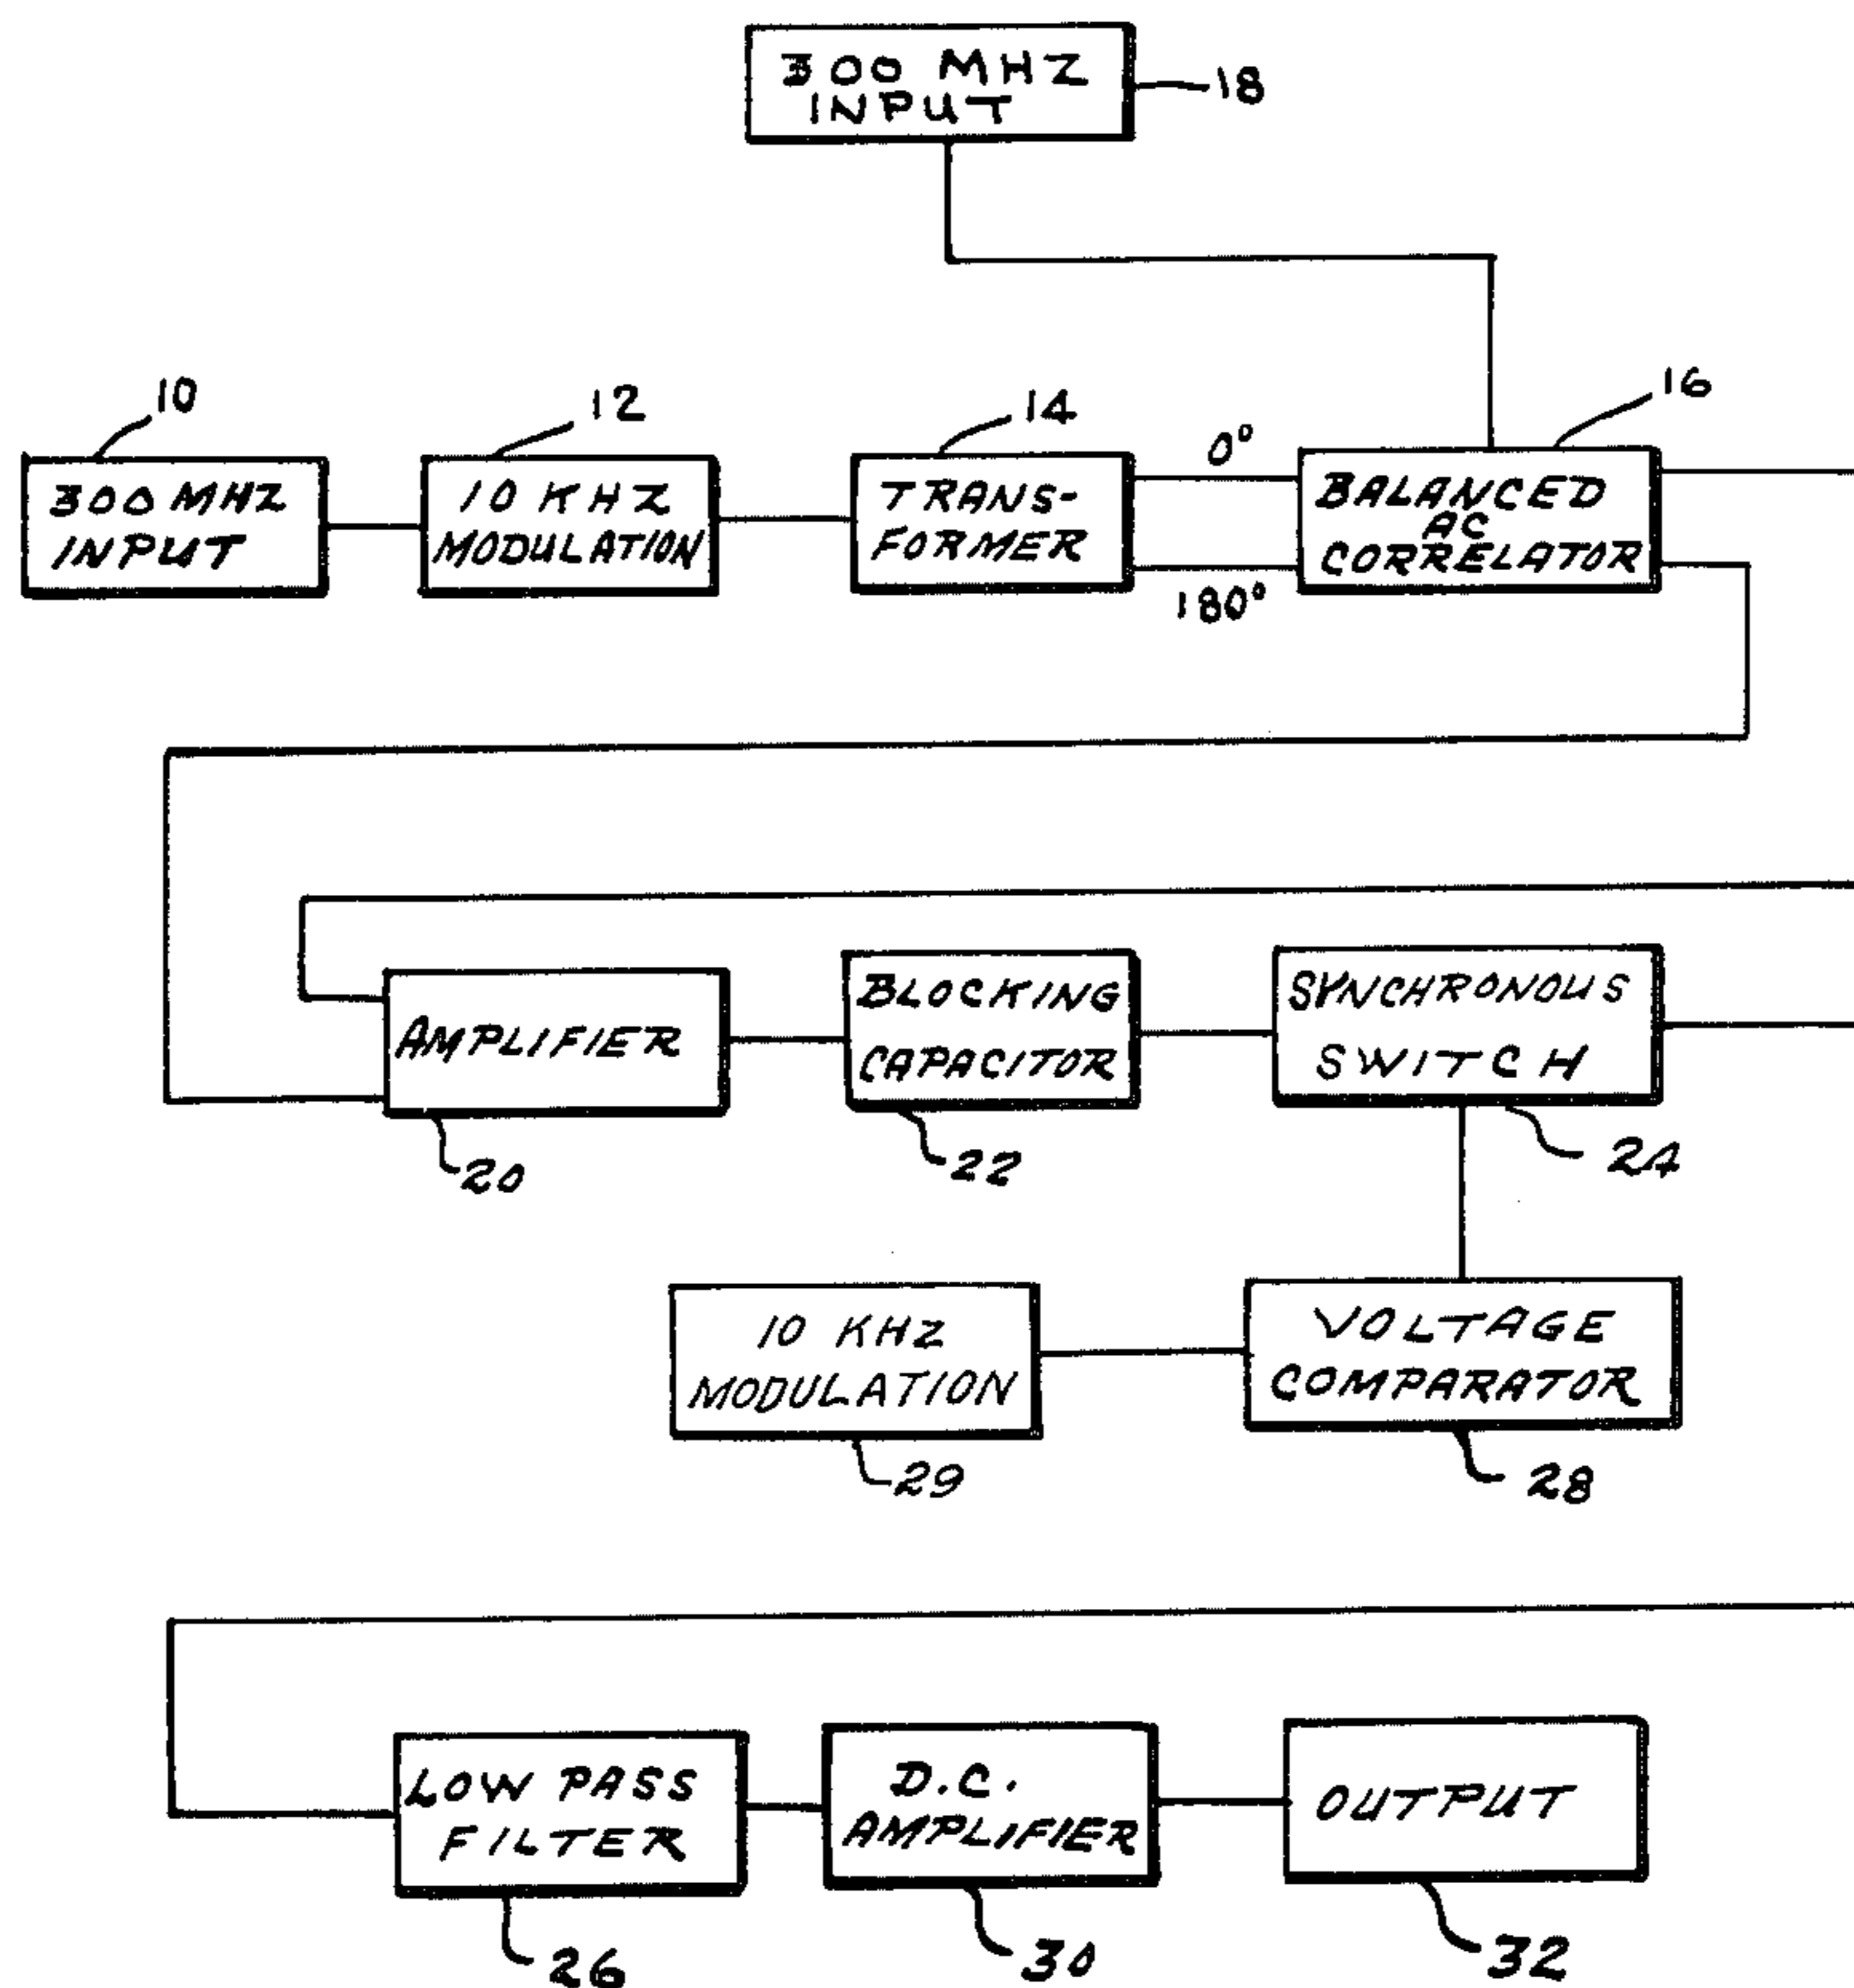 300 MHZ
INPUT
18
10
12
14
16
300 MHZ
INPUT
10 KHZ
MODULATION
TRANS-
FORMER
0°
180°
BALANCED
AC
CORRELATOR
AMPLIFIER
BLOCKING
CAPACITOR
SYNCHRONOUS
SWITCH
20
22
24
10 KHZ
MODULATION
VOLTAGE
COMPARATOR
29
28
LOW PASS
FILTER
D.C.
AMPLIFIER
OUTPUT
26
30
32